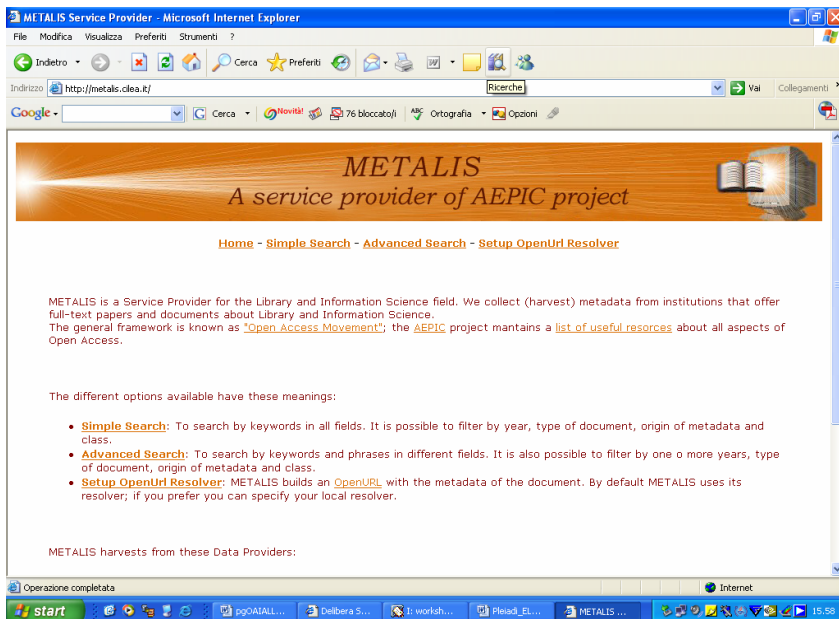 METALIS Service Provider - Microsoft Internet Explorer
File Modifica Visualizza Preferiti Strumenti ?
Indietro Cerca Preferiti
Indirizzo http://metalis.cilea.it/ Ricerche Vai Collegamenti
Google Cerca Novità! 76 bloccato/i ABC Ortografia Opzioni
METALIS
A service provider of AEPIC project
Home - Simple Search - Advanced Search - Setup OpenUrl Resolver
METALIS is a Service Provider for the Library and Information Science field. We collect (harvest) metadata from institutions that offer
full-text papers and documents about Library and Information Science.
The general framework is known as "Open Access Movement"; the AEPIC project mantains a list of useful resorces about all aspects of
Open Access.
The different options available have these meanings:
• Simple Search: To search by keywords in all fields. It is possible to filter by year, type of document, origin of metadata and
class.
• Advanced Search: To search by keywords and phrases in different fields. It is also possible to filter by one o more years, type
of document, origin of metadata and class.
• Setup OpenUrl Resolver: METALIS builds an OpenURL with the metadata of the document. By default METALIS uses its
resolver; if you prefer you can specify your local resolver.
METALIS harvests from these Data Providers:
Operazione completata Internet
start pgOAIALL... Delibera S... I: worksh... Pleiadi_EL... METALIS ... 15.58